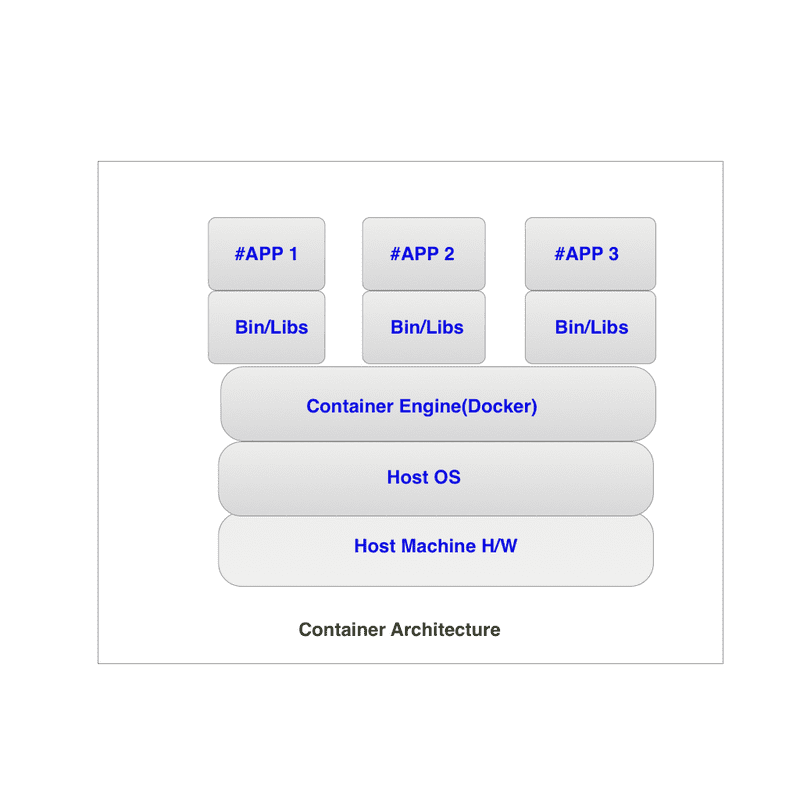 #APP 1 #APP 2 #APP 3
Bin/Libs Bin/Libs Bin/Libs
Container Engine(Docker)
Host OS
Host Machine H/W
Container Architecture